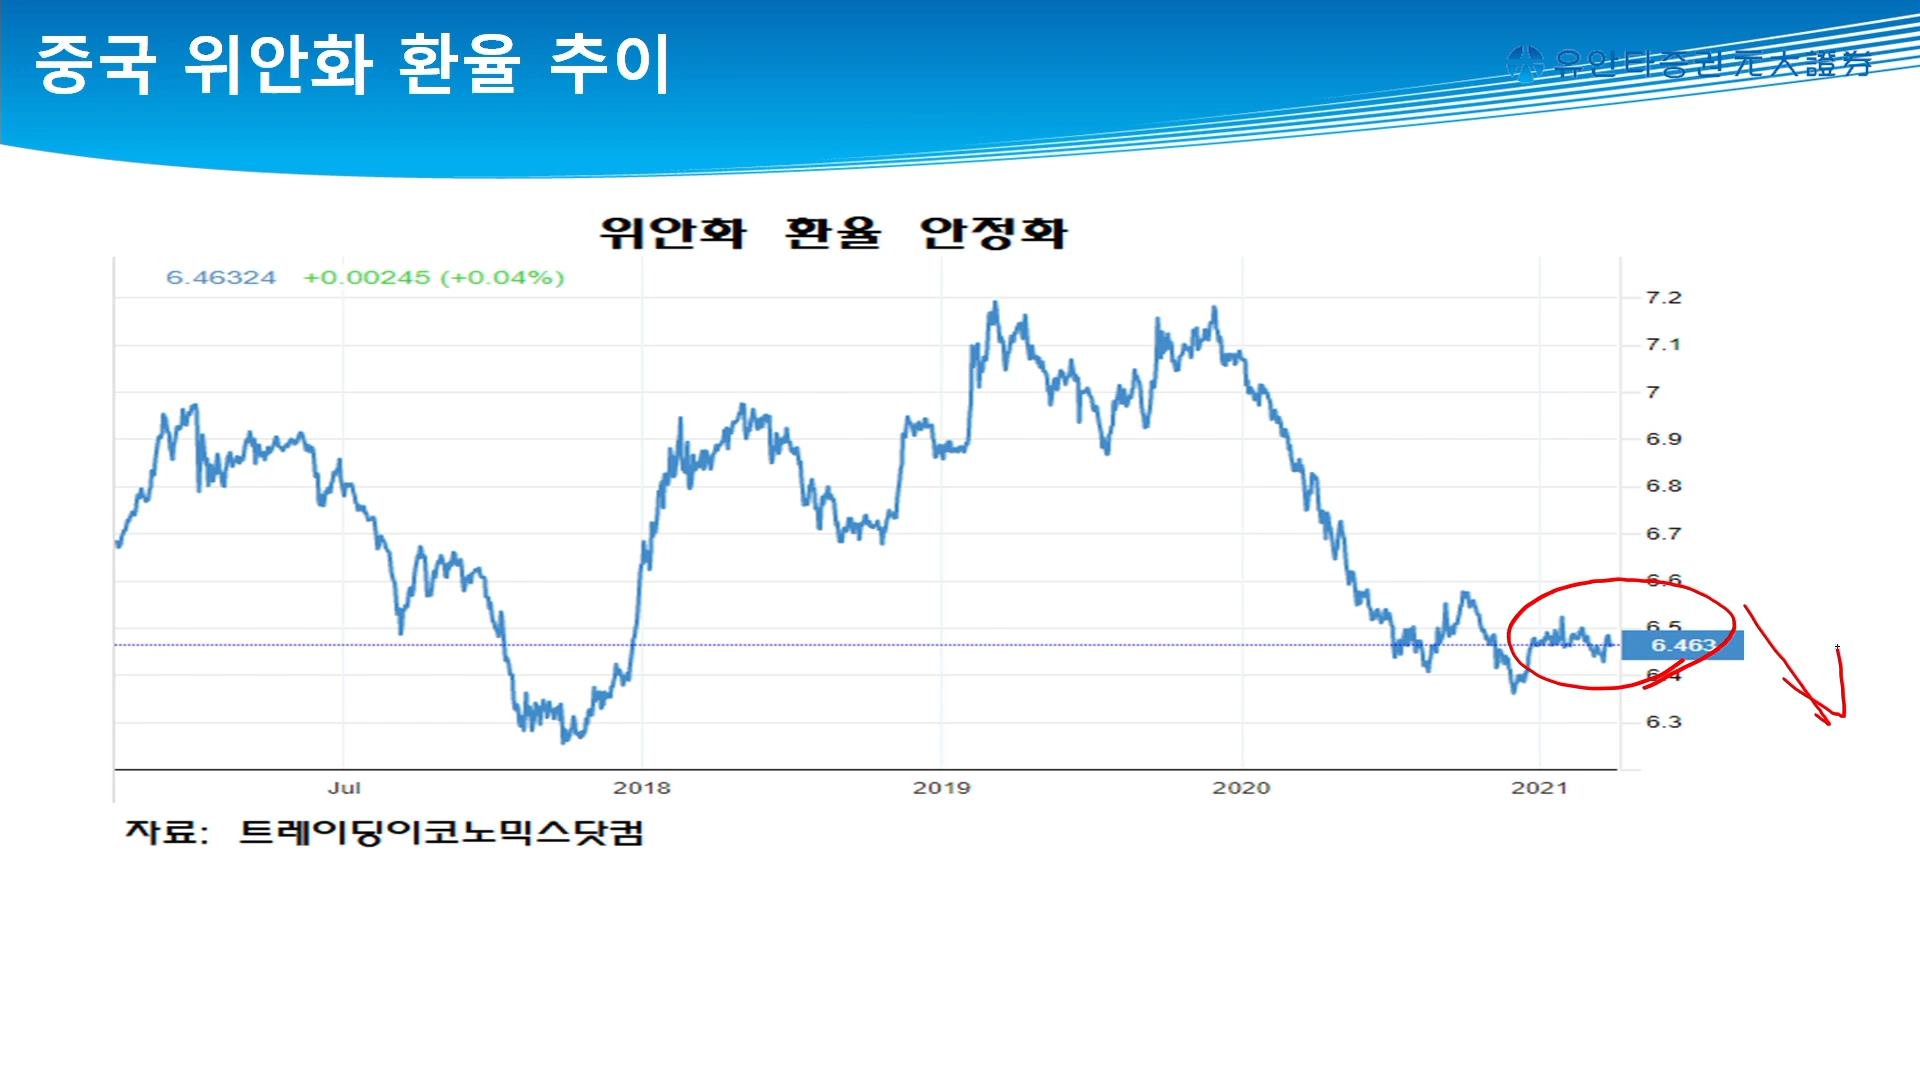 중국 위안화 환율 추이
유안타증권 元大證券
위안화 환율 안정화
6.46324 +0.00245 (+0.04%)
7.2
7.1
7
6.9
6.8
6.7
6.6
6.5
6.463
6.4
6.3
Jul 2018 2019 2020 2021
자료: 트레이딩이코노믹스닷컴